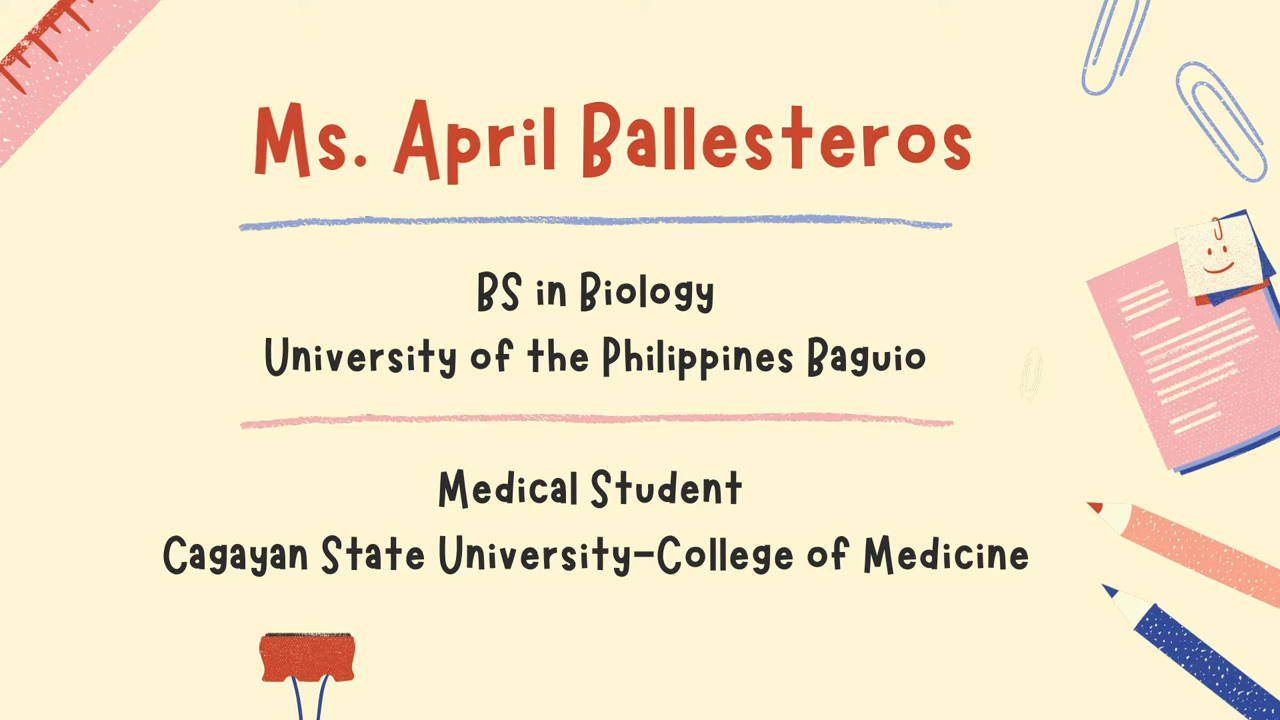 Ms. April Ballesteros
BS in Biology
University of the Philippines Baguio
Medical Student
Cagayan State University-College of Medicine